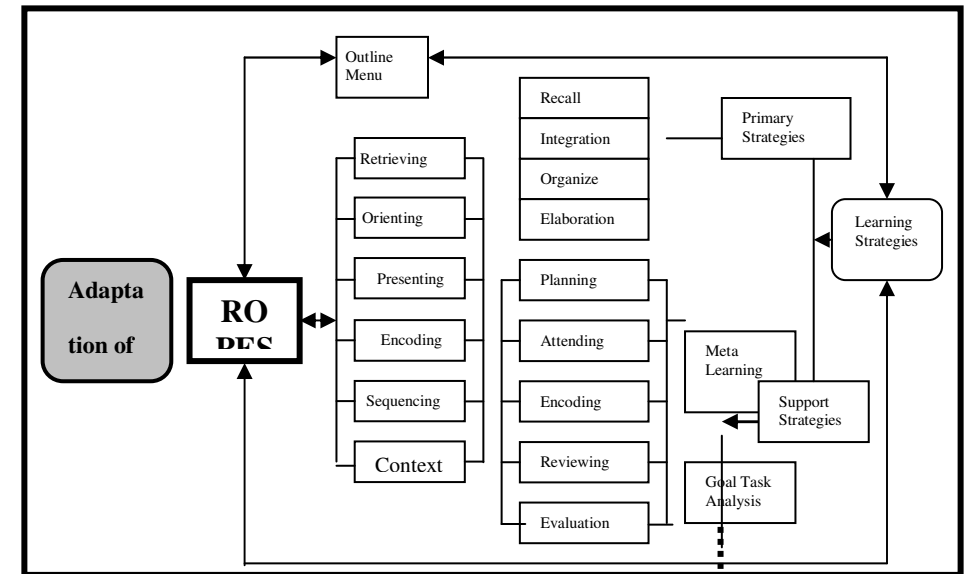 Outline
Menu
Recall
Integration
Organize
Elaboration
Primary
Strategies
Retrieving
Orienting
Presenting
Encoding
Sequencing
Context
Learning
Strategies
Adapta
tion of
RO
PES
Planning
Attending
Encoding
Reviewing
Evaluation
Meta
Learning
Support
Strategies
Goal Task
Analysis